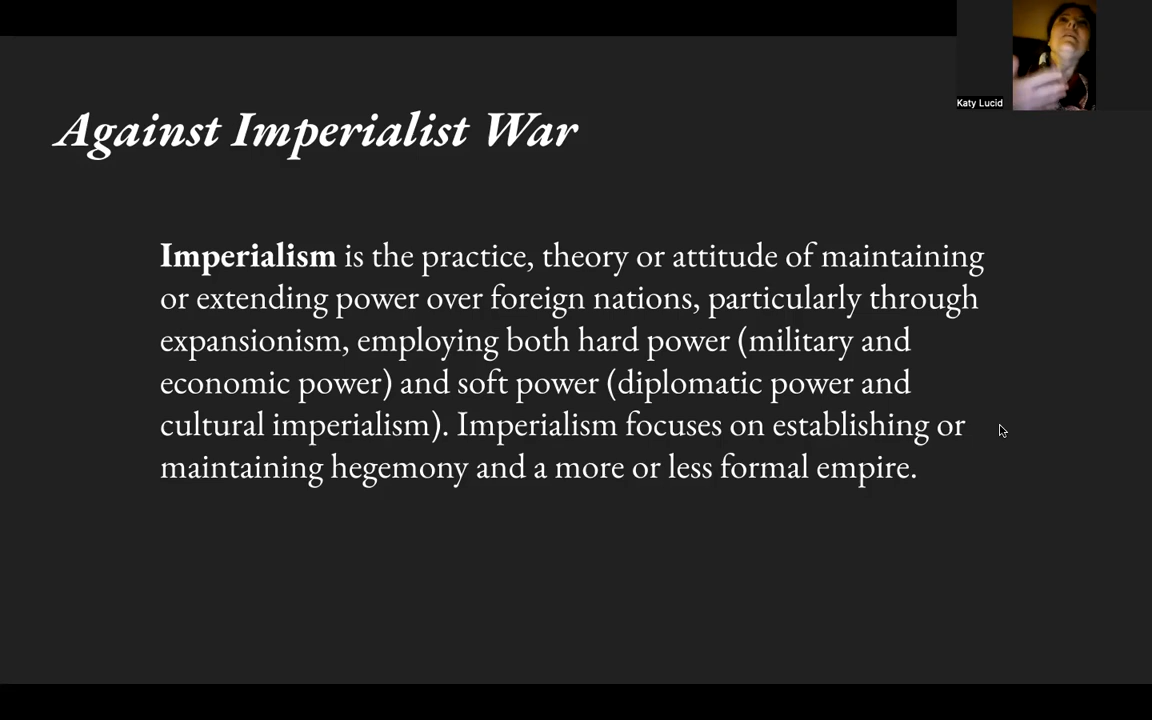 Katy Lucid
Against Imperialist War
Imperialism is the practice, theory or attitude of maintaining
or extending power over foreign nations, particularly through
expansionism, employing both hard power (military and
economic power) and soft power (diplomatic power and
cultural imperialism). Imperialism focuses on establishing or
maintaining hegemony and a more or less formal empire.